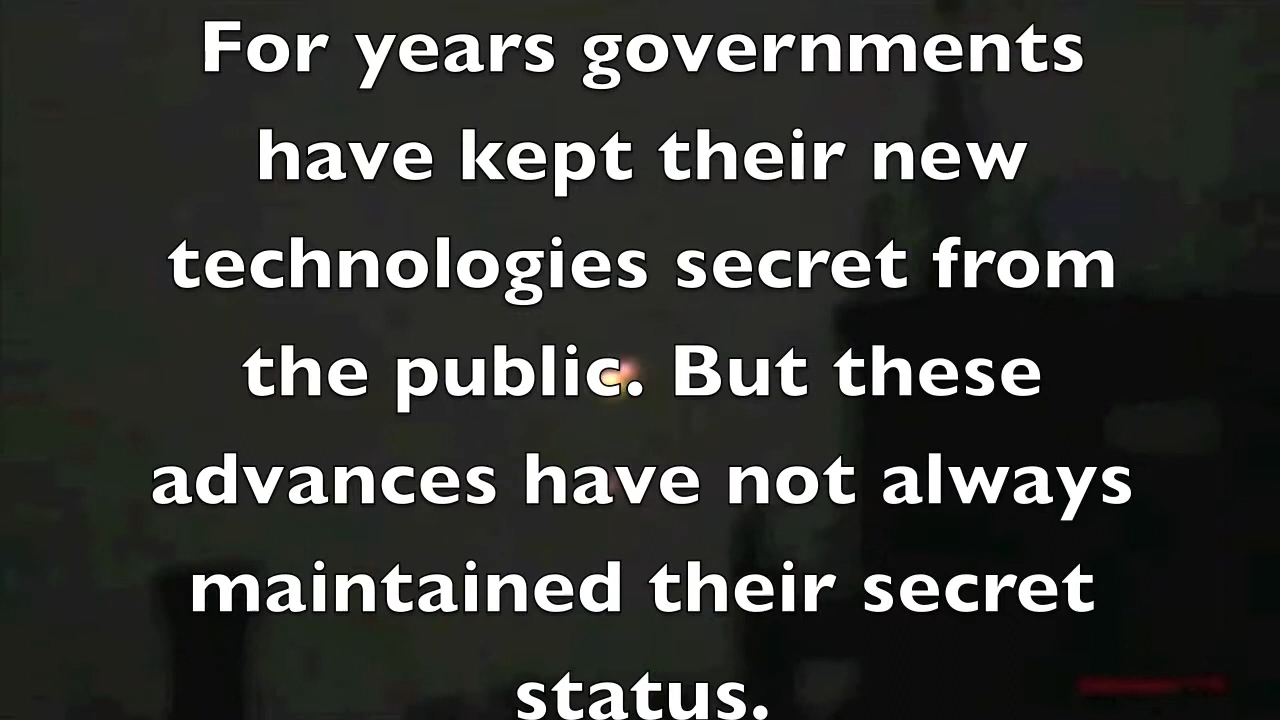 For years governments
have kept their new
technologies secret from
the public. But these
advances have not always
maintained their secret
status.